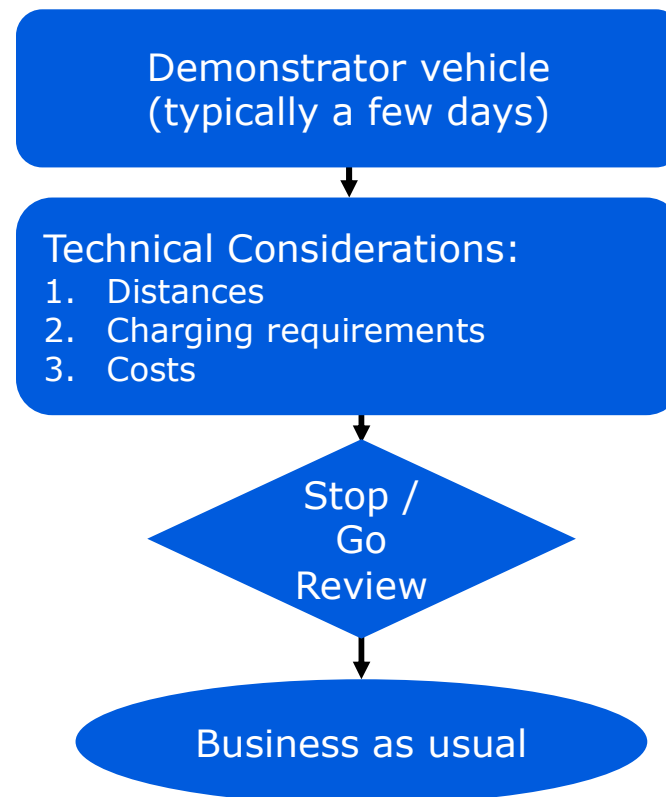 Demonstrator vehicle
(typically a few days)
Technical Considerations:
1. Distances
2. Charging requirements
3. Costs
Stop /
Go
Review
Business as usual